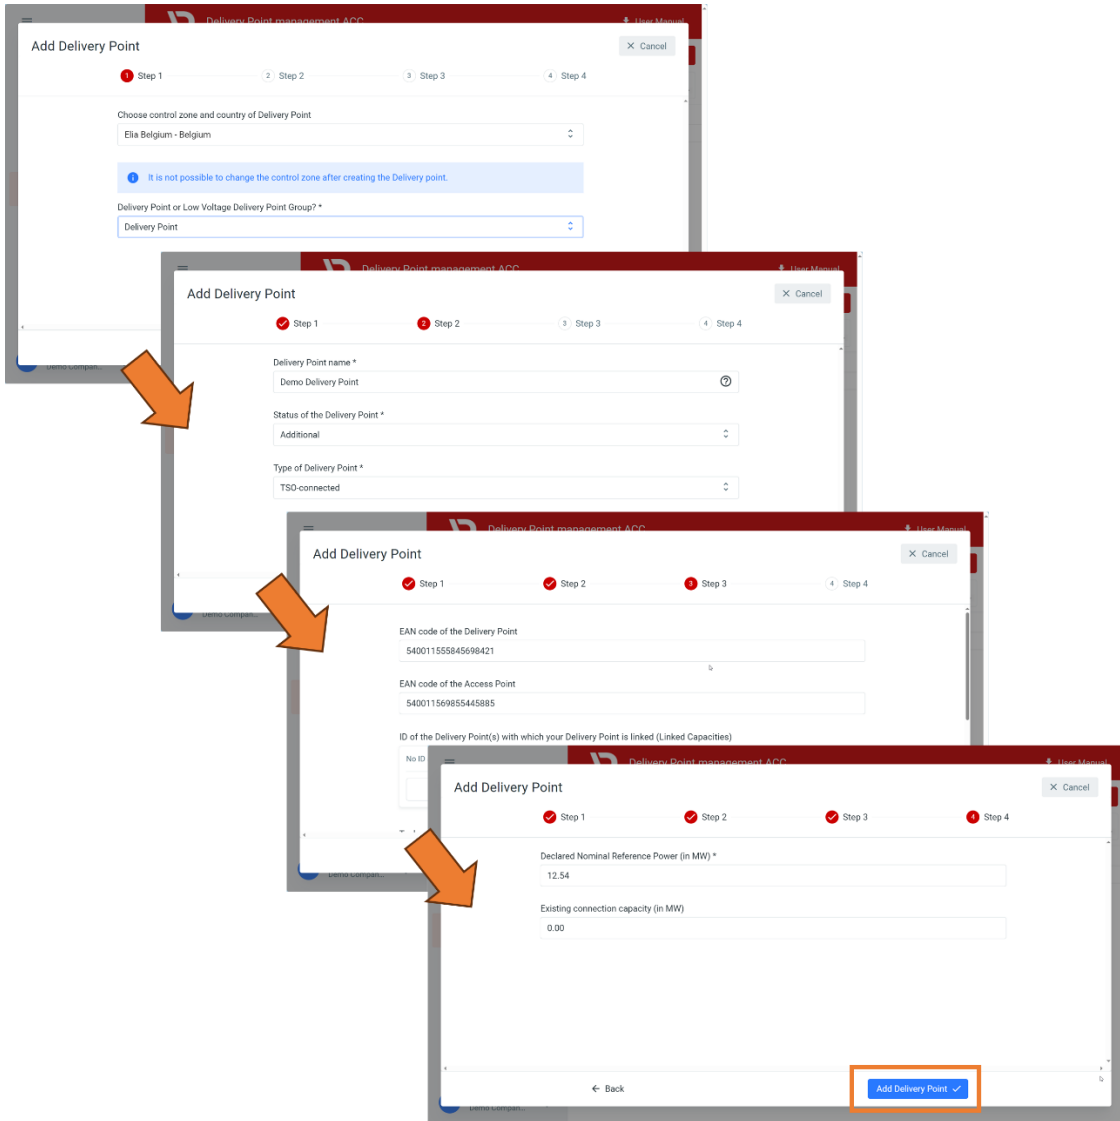 Delivery Point management ACC
User Manual
Add Delivery Point
Cancel
1 Step 1
2 Step 2
3 Step 3
4 Step 4
Choose control zone and country of Delivery Point
Elia Belgium - Belgium
It is not possible to change the control zone after creating the Delivery point.
Delivery Point or Low Voltage Delivery Point Group? *
Delivery Point
Demo Compan...
Delivery Point management ACC
User Manual
Add Delivery Point
Cancel
Step 1
2 Step 2
3 Step 3
4 Step 4
Delivery Point name *
Demo Delivery Point
Status of the Delivery Point *
Additional
Type of Delivery Point *
TSO-connected
Demo Compan...
Delivery Point management ACC
User Manual
Add Delivery Point
Cancel
Step 1
Step 2
3 Step 3
4 Step 4
EAN code of the Delivery Point
540011555845698421
EAN code of the Access Point
540011569855445885
ID of the Delivery Point(s) with which your Delivery Point is linked (Linked Capacities)
No ID
Demo Compan...
Delivery Point management ACC
User Manual
Add Delivery Point
Cancel
Step 1
Step 2
Step 3
4 Step 4
Declared Nominal Reference Power (in MW) *
12.54
Existing connection capacity (in MW)
0.00
Back
Add Delivery Point
Demo Compan...